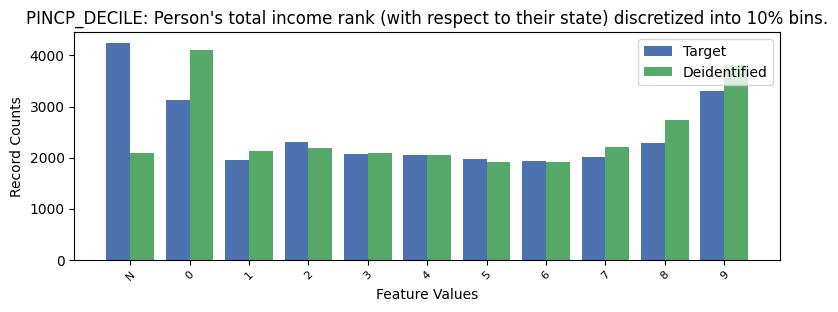 PINCP_DECILE: Person's total income rank (with respect to their state) discretized into 10% bins.
Target
Deidentified
Record Counts
4000
3000
2000
1000
0
N 0 1 2 3 4 5 6 7 8 9
Feature Values